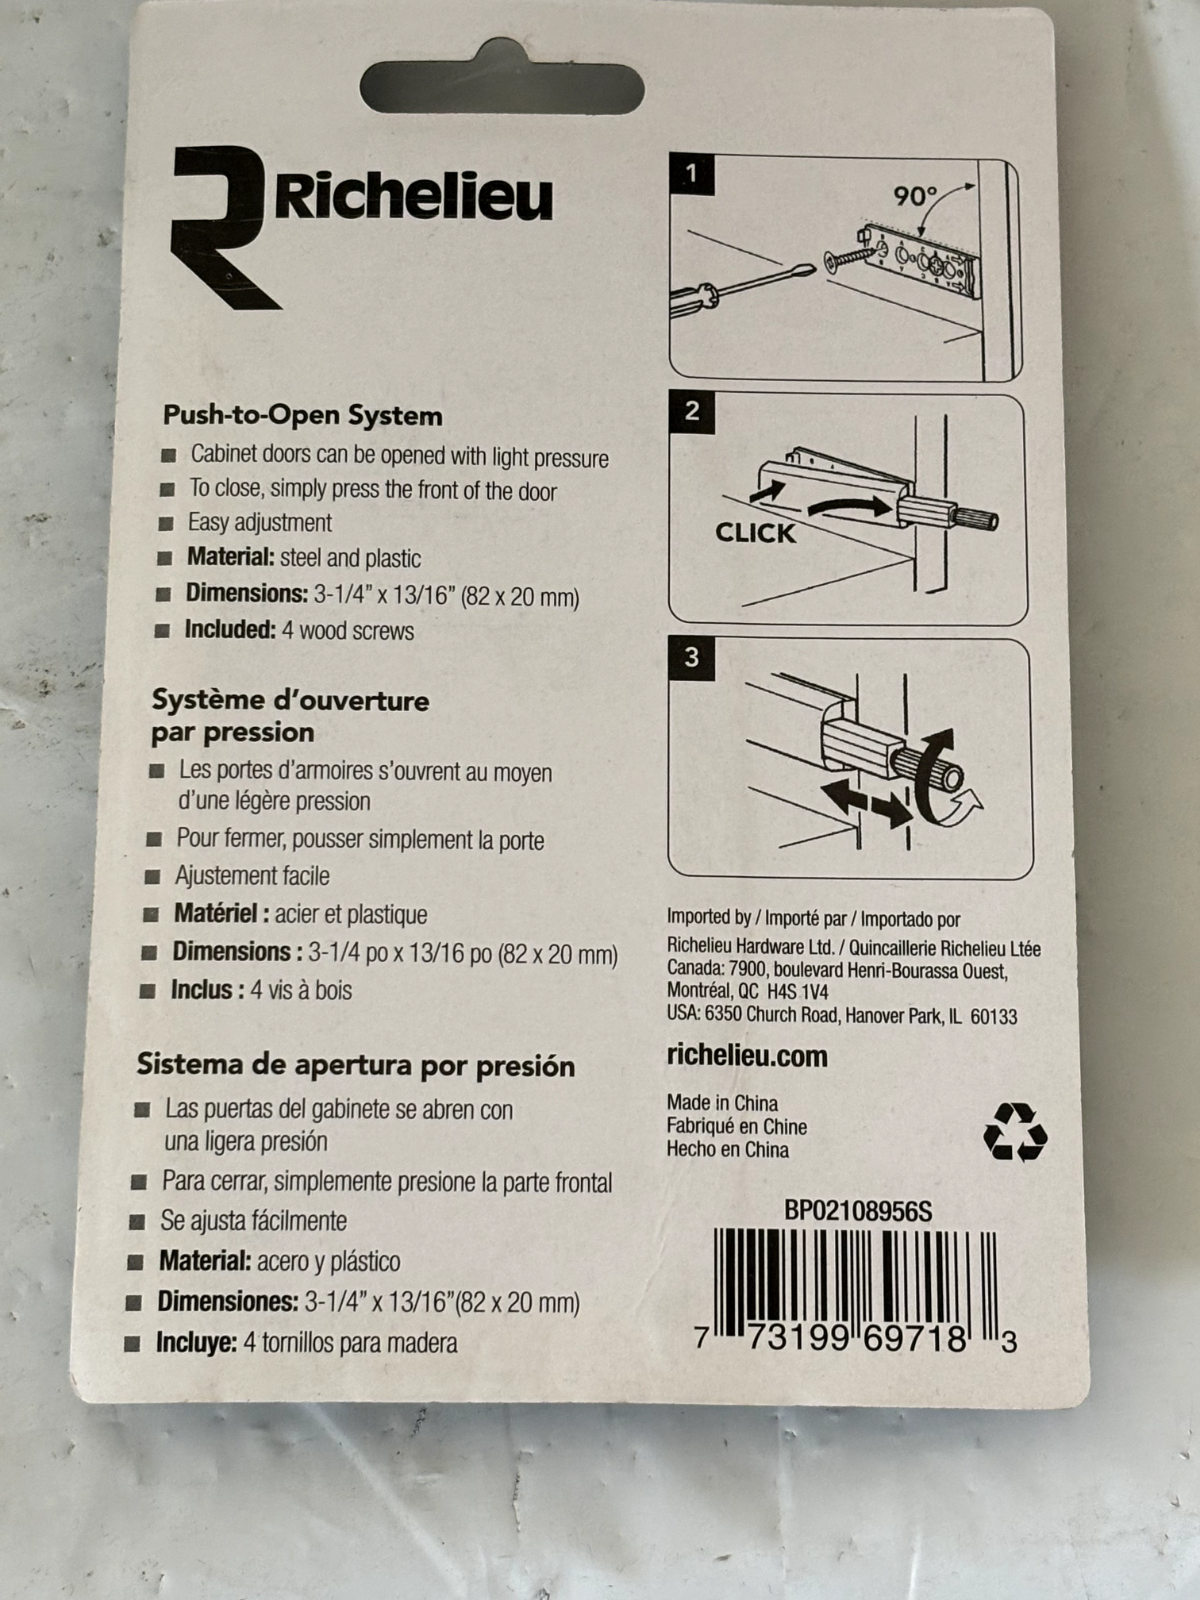 Richelieu
Push-to-Open System
Cabinet doors can be opened with light pressure
To close, simply press the front of the door
Easy adjustment
Material: steel and plastic
Dimensions: 3-1/4” x 13/16” (82 x 20 mm)
Included: 4 wood screws
Système d’ouverture
par pression
Les portes d’armoires s’ouvrent au moyen
d’une légère pression
Pour fermer, pousser simplement la porte
Ajustement facile
Matériel : acier et plastique
Dimensions : 3-1/4 po x 13/16 po (82 x 20 mm)
Inclus : 4 vis à bois
Sistema de apertura por presión
Las puertas del gabinete se abren con
una ligera presión
Para cerrar, simplemente presione la parte frontal
Se ajusta fácilmente
Material: acero y plástico
Dimensiones: 3-1/4” x 13/16”(82 x 20 mm)
Incluye: 4 tornillos para madera
1
90°
2
CLICK
3
Imported by / Importé par / Importado por
Richelieu Hardware Ltd. / Quincaillerie Richelieu Ltée
Canada: 7900, boulevard Henri-Bourassa Ouest,
Montréal, QC H4S 1V4
USA: 6350 Church Road, Hanover Park, IL 60133
richelieu.com
Made in China
Fabriqué en Chine
Hecho en China
BP02108956S
7 73199 69718 3